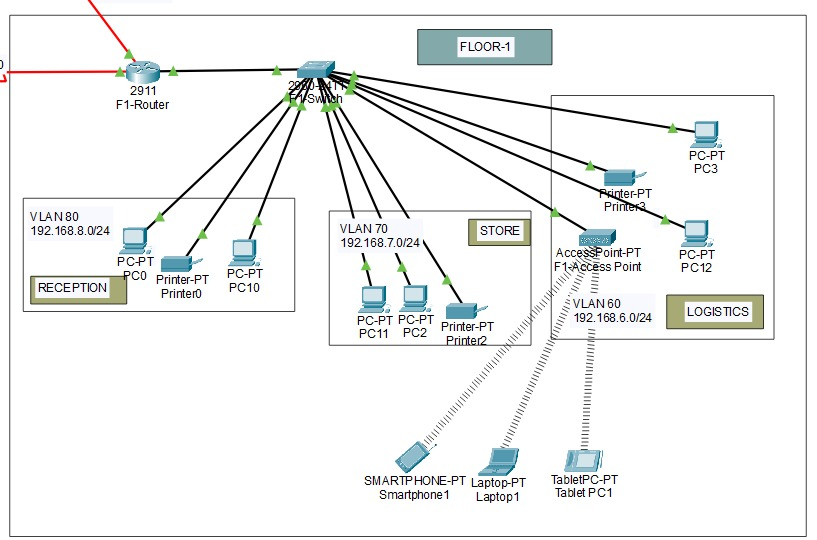 FLOOR-1
2911
F1-Router
F1-Switch
PC-PT
PC3
Printer-PT
Printer3
PC-PT
PC12
AccessPoint-PT
F1-Access Point
VLAN 60
192.168.6.0/24
LOGISTICS
VLAN 80
192.168.8.0/24
PC-PT
PC0
Printer-PT
Printer0
PC-PT
PC10
RECEPTION
VLAN 70
192.168.7.0/24
STORE
PC-PT
PC11
PC-PT
PC2
Printer-PT
Printer2
SMARTPHONE-PT
Smartphone1
Laptop-PT
Laptop1
TabletPC-PT
Tablet PC1